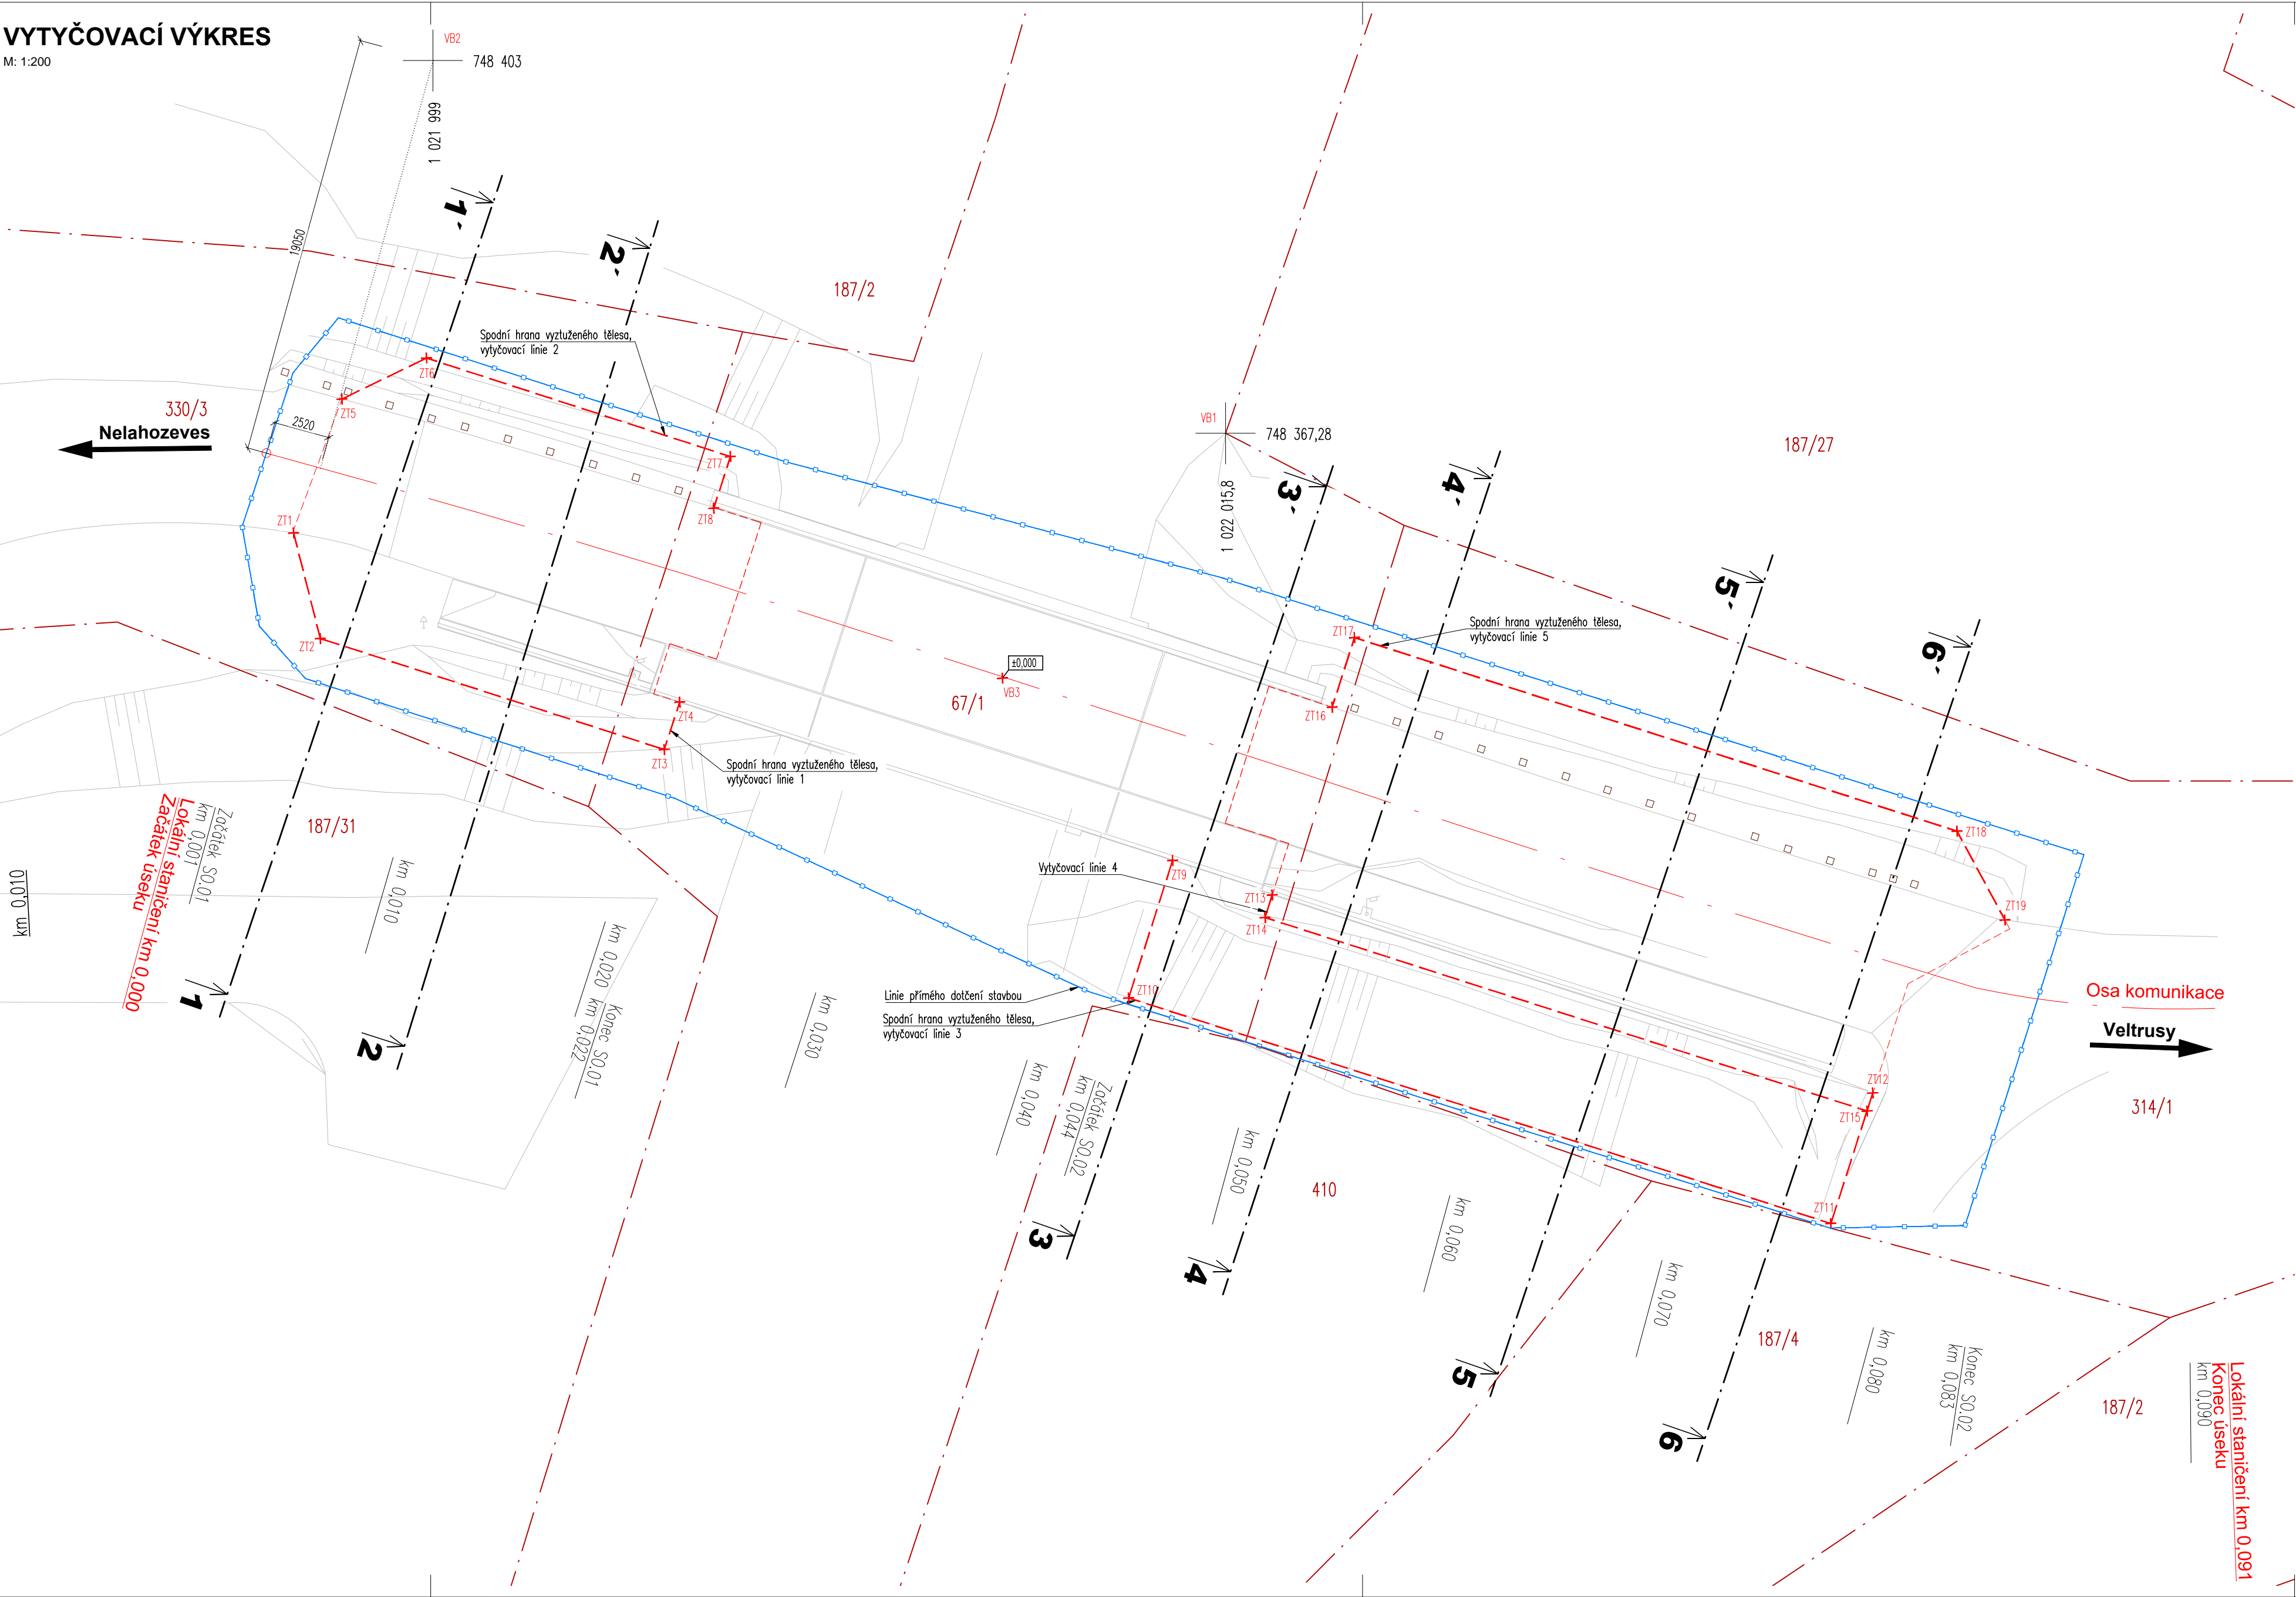 VYTYČOVACÍ VÝKRES
M: 1:200
VB2
748 403
1 021 999
19050
1´
2´
187/2
Spodní hrana vyztuženého tělesa,
vytyčovací linie 2
ZT6
ZT5
330/3
Nelahozeves
2520
ZT7
ZT8
VB1
748 367,28
1 022 015,8
187/27
3´
4´
5´
6´
ZT1
ZT2
ZT17
Spodní hrana vyztuženého tělesa,
vytyčovací linie 5
±0,000
VB3
67/1
ZT4
ZT3
ZT16
Spodní hrana vyztuženého tělesa,
vytyčovací linie 1
187/31
Začátek SO.01
km 0,001
Lokální staničení km 0,000
Začátek úseku
km 0,010
km 0,010
ZT18
ZT19
Vytyčovací linie 4
ZT9
ZT13
ZT14
1
2
km 0,020
Konec SO.01
km 0,022
km 0,030
Linie přímého dotčení stavbou
Spodní hrana vyztuženého tělesa,
vytyčovací linie 3
ZT10
Osa komunikace
Veltrusy
km 0,040
Začátek SO.02
km 0,044
ZT12
ZT15
314/1
km 0,050
410
ZT11
3
4
km 0,060
km 0,070
187/4
5
6
km 0,080
Konec SO.02
km 0,083
187/2
Lokální staničení km 0,091
Konec úseku
km 0,090